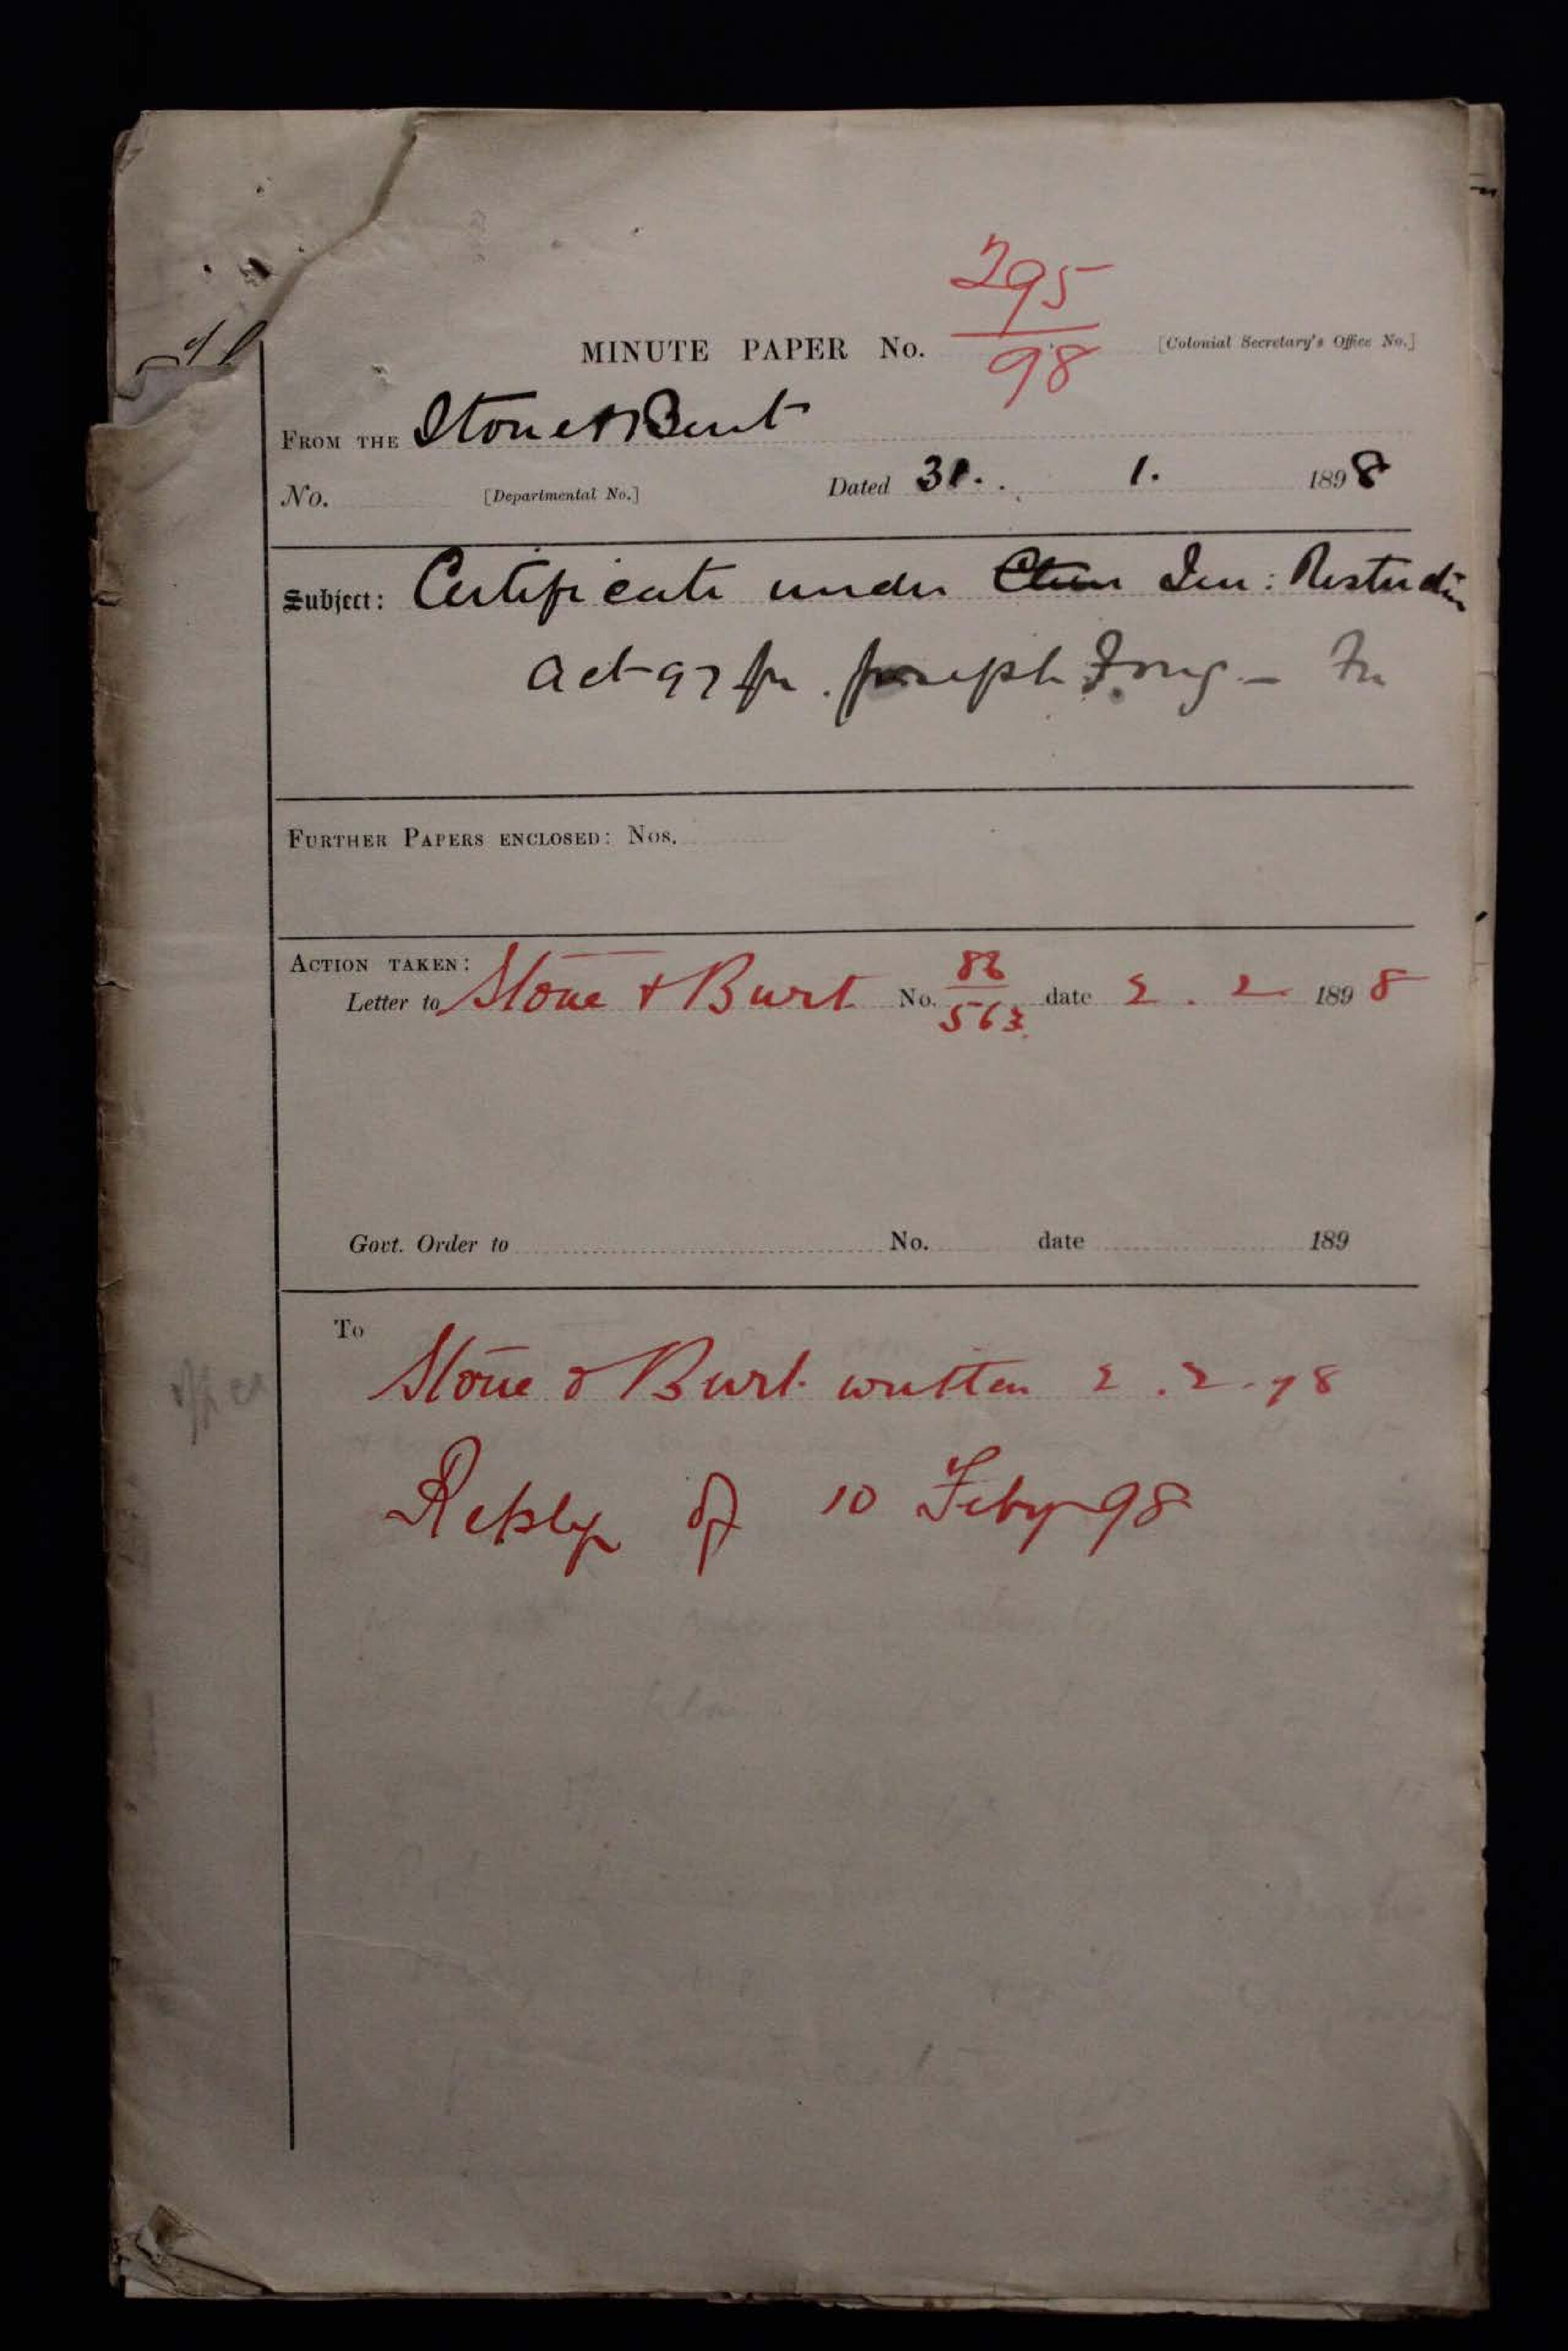 295
MINUTE PAPER No. 98 [Colonial Secretary's Office No.]
FROM THE Stone & Burt
No. [Departmental No.] Dated 31. 1. 1898
Subject: Certificate under Imm: Restriction
Act 97 for Joseph Fong —
FURTHER PAPERS ENCLOSED: Nos.
ACTION TAKEN:
Letter to Stone & Burt No. 86/563 date 2 . 2 1898
Govt. Order to No. date 189
To
Stone & Burt written 2.2.98
Reply of 10 Feby 98